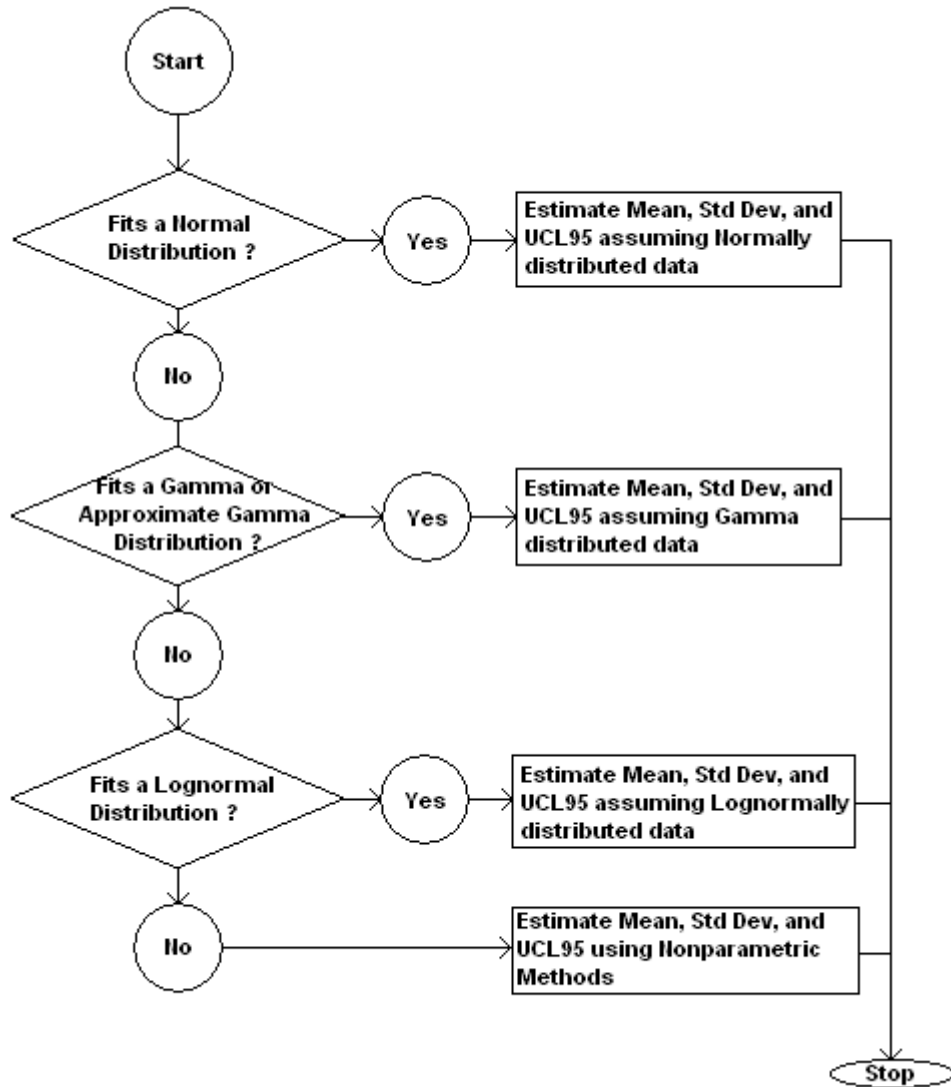 Start
Fits a Normal
Distribution ?
Yes
Estimate Mean, Std Dev, and
UCL95 assuming Normally
distributed data
No
Fits a Gamma or
Approximate Gamma
Distribution ?
Yes
Estimate Mean, Std Dev, and
UCL95 assuming Gamma
distributed data
No
Fits a Lognormal
Distribution ?
Yes
Estimate Mean, Std Dev, and
UCL95 assuming Lognormally
distributed data
No
Estimate Mean, Std Dev, and
UCL95 using Nonparametric
Methods
Stop